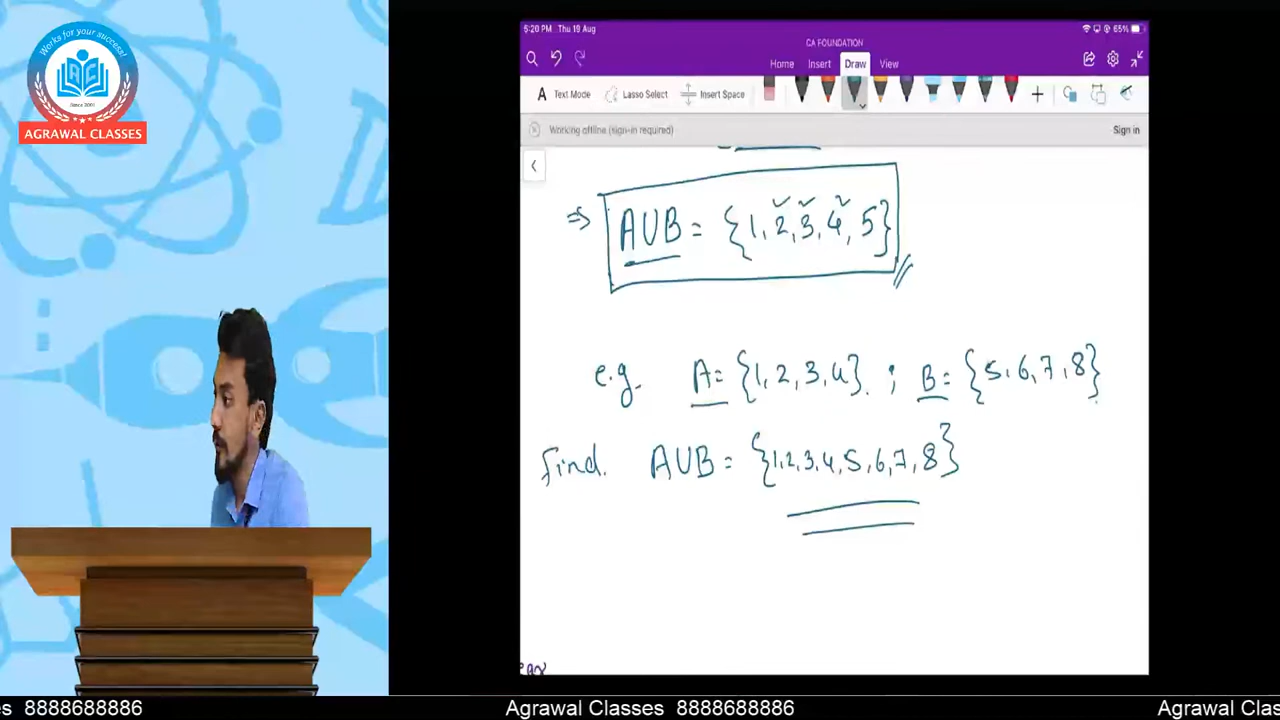 Works for your success!
AC
Since 2001
AGRAWAL CLASSES
5:20 PM Thu 19 Aug
65%
CA FOUNDATION
Home Insert Draw View
A Text Mode Lasso Select Insert Space
Working offline (sign-in required) Sign in
⇒ AUB = {1, 2, 3, 4, 5}
e.g. A = {1, 2, 3, 4} ; B = {5, 6, 7, 8}
find. AUB = {1, 2, 3, 4, 5, 6, 7, 8}
es 8888688886 Agrawal Classes 8888688886 Agrawal Clas